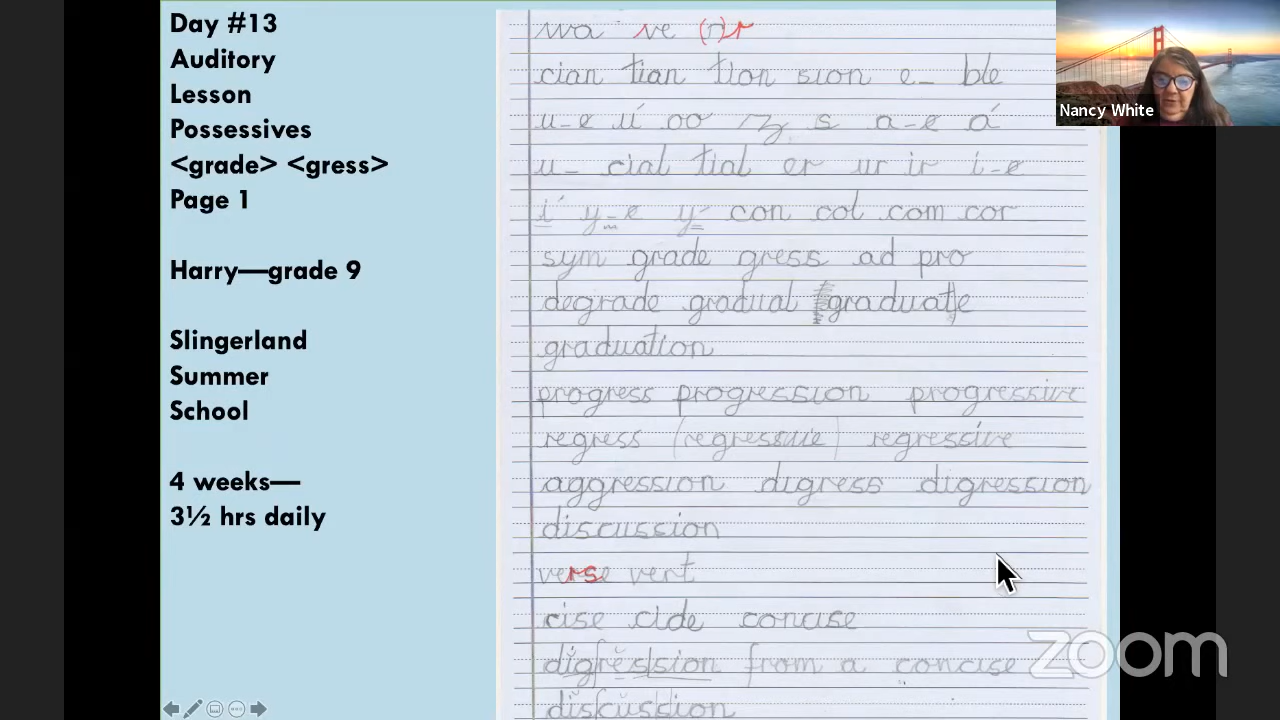 Day #13
Auditory
Lesson
Possessives
<grade> <gress>
Page 1
Harry—grade 9
Slingerland
Summer
School
4 weeks—
3½ hrs daily
wa ve (n)r
cian tian tion sion e_ ble
u-e ú oo s a-e á
u_ cial tial er ur ir i-e
i´ y-e y´ con col com cor
sym grade gress ad pro
degrade gradual graduate
graduation
progress progression progressive
regress (regressive) regressive
aggression digress digression
discussion
verse vert
cise cide concise
digression from a concise
discussion
Nancy White
zoom